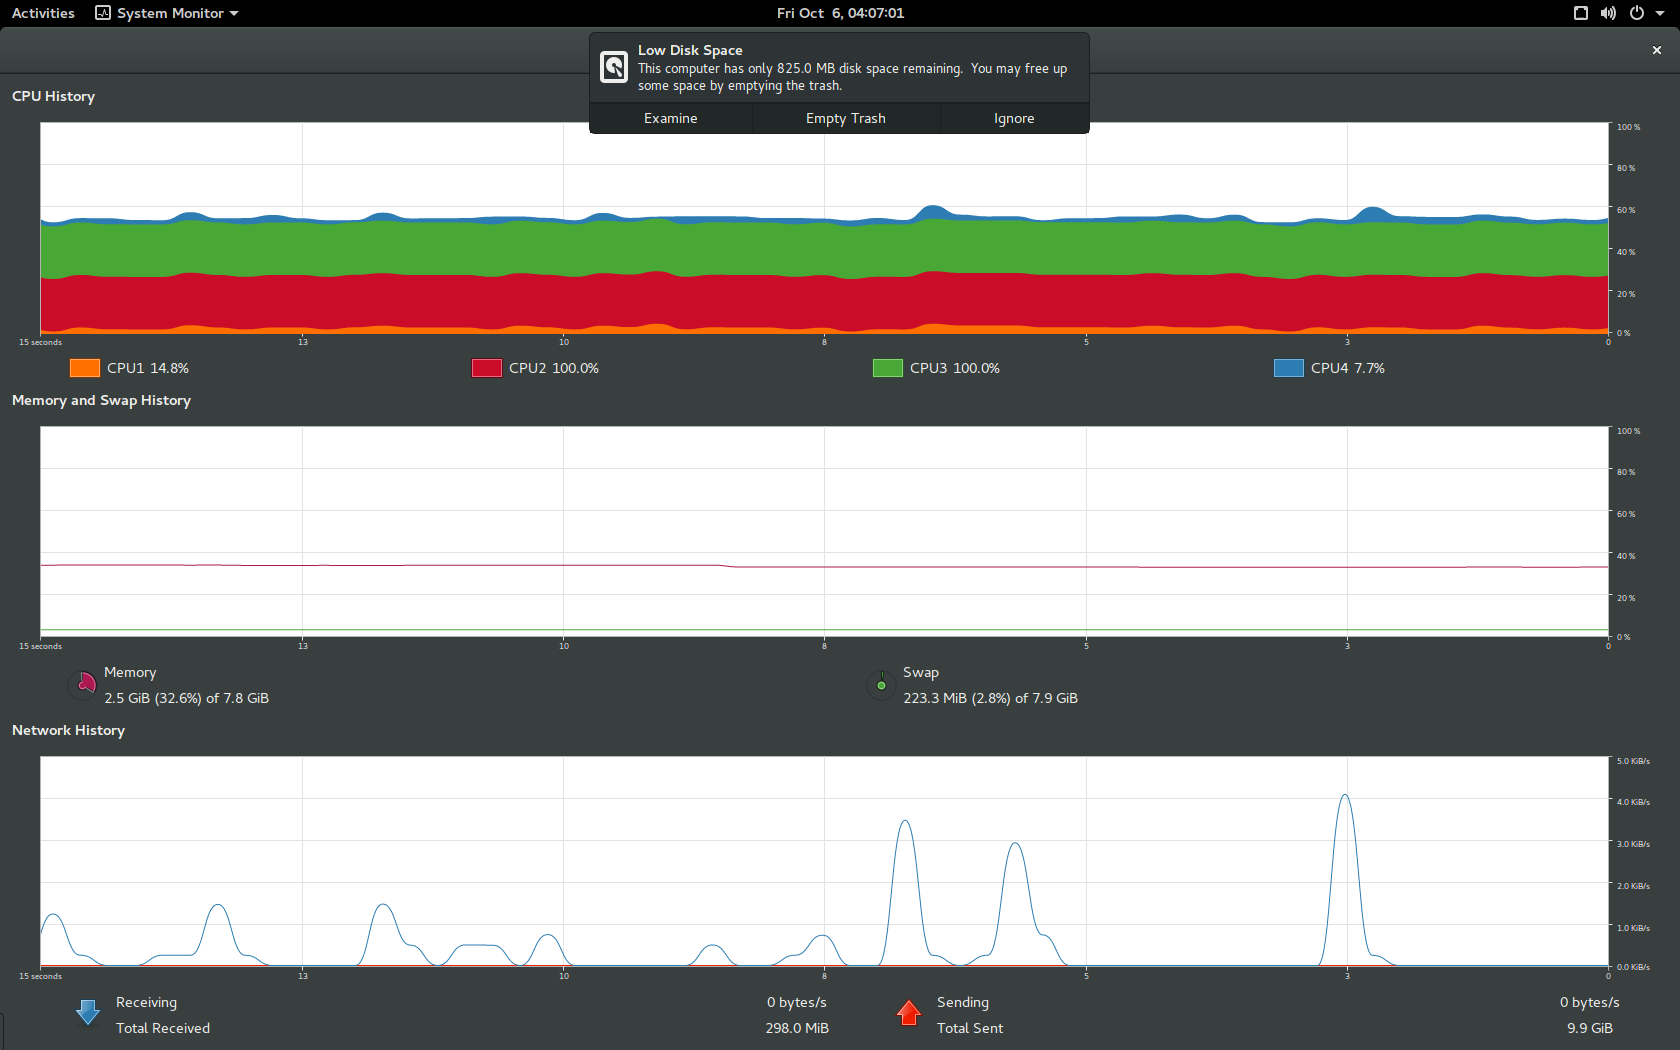 Activities System Monitor Fri Oct 6, 04:07:01
Low Disk Space
This computer has only 825.0 MB disk space remaining. You may free up
some space by emptying the trash.
Examine Empty Trash Ignore
CPU History
100 %
80 %
60 %
40 %
20 %
0 %
15 seconds 13 10 8 5 3 0
CPU1 14.8% CPU2 100.0% CPU3 100.0% CPU4 7.7%
Memory and Swap History
100 %
80 %
60 %
40 %
20 %
0 %
15 seconds 13 10 8 5 3 0
Memory Swap
2.5 GiB (32.6%) of 7.8 GiB 223.3 MiB (2.8%) of 7.9 GiB
Network History
5.0 KiB/s
4.0 KiB/s
3.0 KiB/s
2.0 KiB/s
1.0 KiB/s
0.0 KiB/s
15 seconds 13 10 8 5 3 0
Receiving 0 bytes/s Sending 0 bytes/s
Total Received 298.0 MiB Total Sent 9.9 GiB